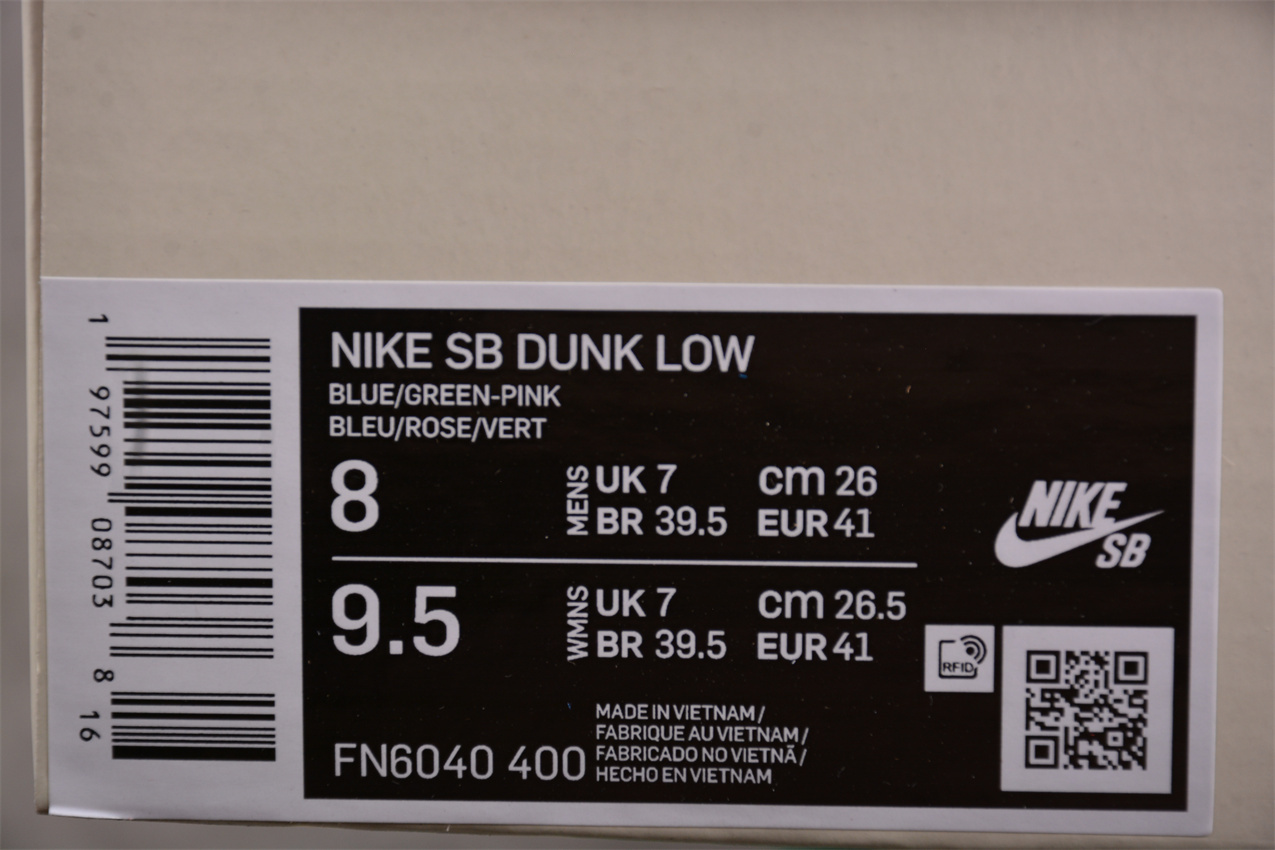 1
97599
08703
8
16
NIKE SB DUNK LOW
BLUE/GREEN-PINK
BLEU/ROSE/VERT
8
MENS
UK 7 cm 26
BR 39.5 EUR 41
9.5
WMNS
UK 7 cm 26.5
BR 39.5 EUR 41
NIKE
SB
RFID
FN6040 400
MADE IN VIETNAM/
FABRIQUE AU VIETNAM/
FABRICADO NO VIETNÃ/
HECHO EN VIETNAM